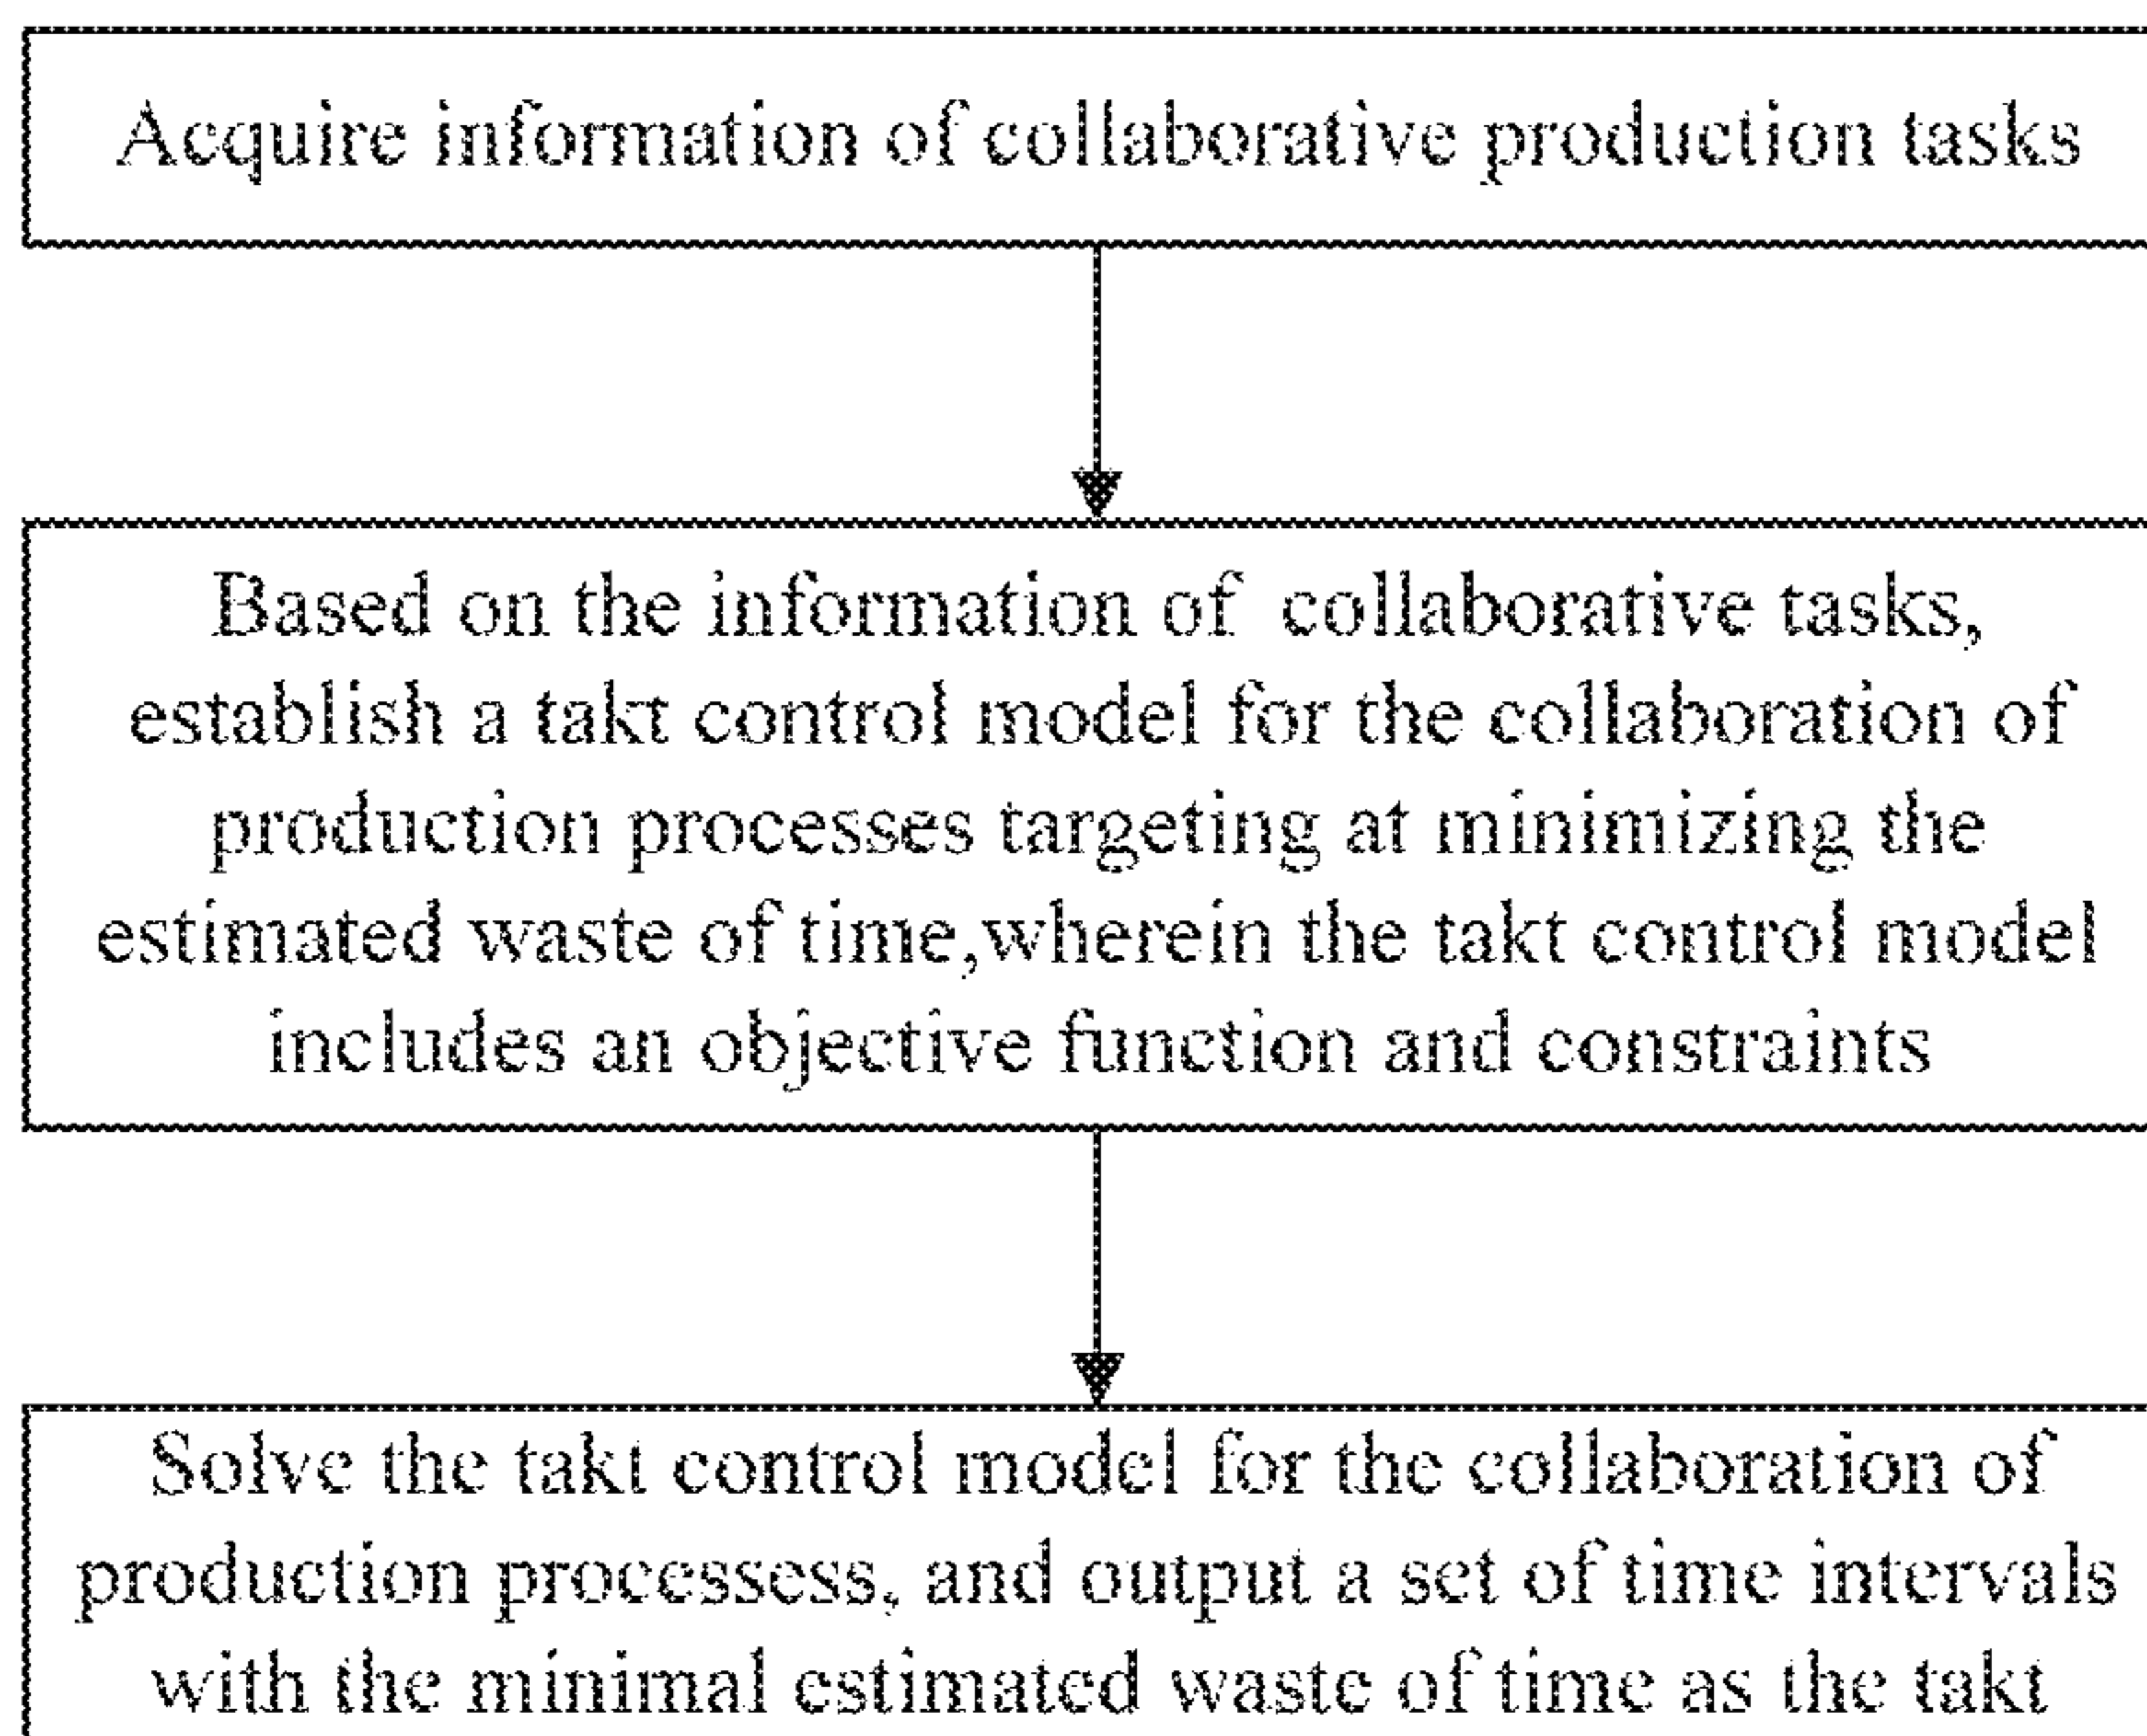 Acquire information of collaborative production tasks
Based on the information of collaborative tasks,
establish a takt control model for the collaboration of
production processes targeting at minimizing the
estimated waste of time,wherein the takt control model
includes an objective function and constraints
Solve the takt control model for the collaboration of
production processess, and output a set of time intervals
with the minimal estimated waste of time as the takt